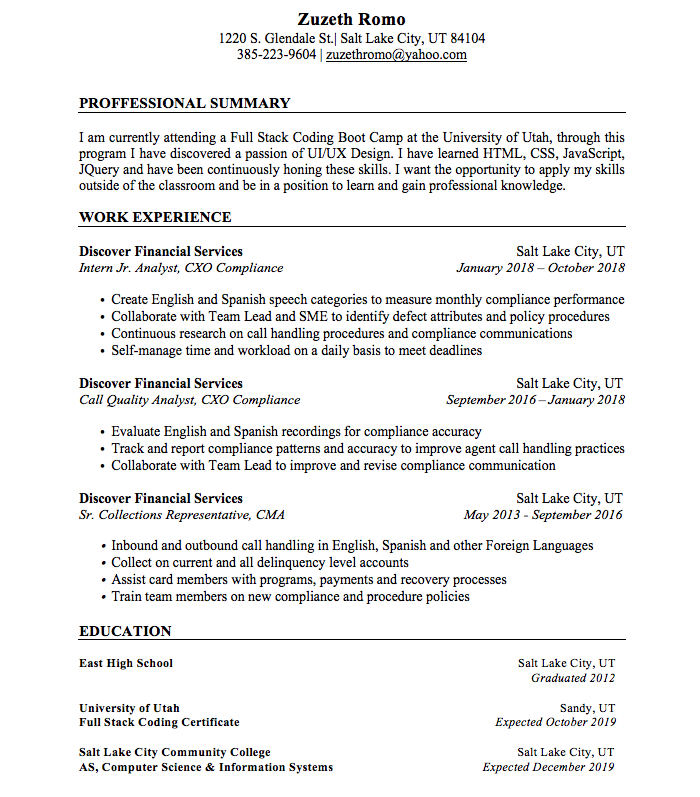 Zuzeth Romo
1220 S. Glendale St.| Salt Lake City, UT 84104
385-223-9604 | zuzethromo@yahoo.com
PROFFESSIONAL SUMMARY
I am currently attending a Full Stack Coding Boot Camp at the University of Utah, through this
program I have discovered a passion of UI/UX Design. I have learned HTML, CSS, JavaScript,
JQuery and have been continuously honing these skills. I want the opportunity to apply my skills
outside of the classroom and be in a position to learn and gain professional knowledge.
WORK EXPERIENCE
Discover Financial Services Salt Lake City, UT
Intern Jr. Analyst, CXO Compliance January 2018 – October 2018
• Create English and Spanish speech categories to measure monthly compliance performance
• Collaborate with Team Lead and SME to identify defect attributes and policy procedures
• Continuous research on call handling procedures and compliance communications
• Self-manage time and workload on a daily basis to meet deadlines
Discover Financial Services Salt Lake City, UT
Call Quality Analyst, CXO Compliance September 2016 – January 2018
• Evaluate English and Spanish recordings for compliance accuracy
• Track and report compliance patterns and accuracy to improve agent call handling practices
• Collaborate with Team Lead to improve and revise compliance communication
Discover Financial Services Salt Lake City, UT
Sr. Collections Representative, CMA May 2013 - September 2016
• Inbound and outbound call handling in English, Spanish and other Foreign Languages
• Collect on current and all delinquency level accounts
• Assist card members with programs, payments and recovery processes
• Train team members on new compliance and procedure policies
EDUCATION
East High School Salt Lake City, UT
Graduated 2012
University of Utah Sandy, UT
Full Stack Coding Certificate Expected October 2019
Salt Lake City Community College Salt Lake City, UT
AS, Computer Science & Information Systems Expected December 2019